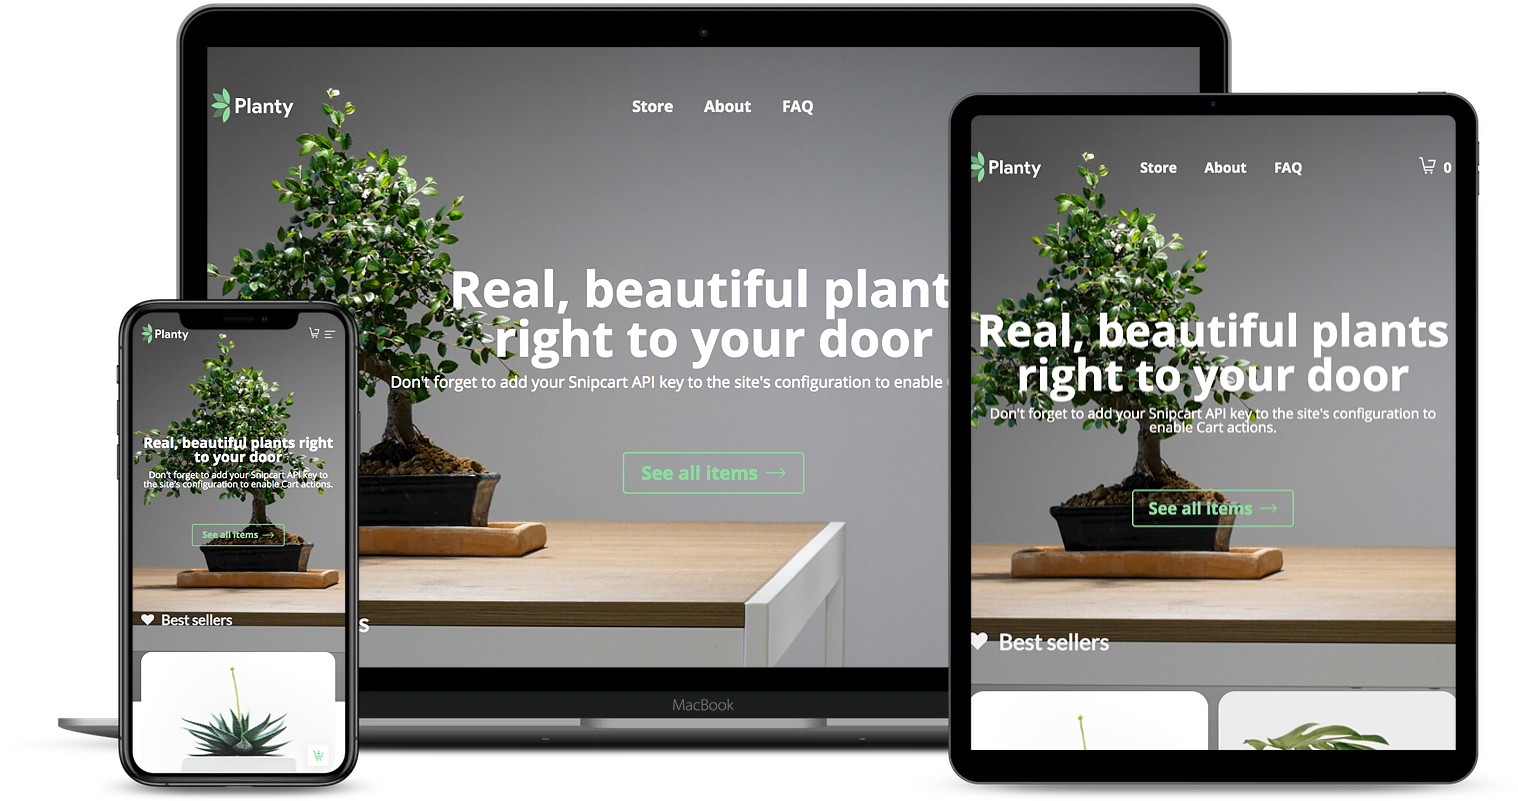 Planty
Store About FAQ
Real, beautiful plant
right to your door
Don't forget to add your Snipcart API key to the site's configuration to enable
See all items
s
MacBook
Planty
Store About FAQ
0
Real, beautiful plants
right to your door
Don't forget to add your Snipcart API key to the site's configuration to
enable Cart actions.
See all items
Best sellers
Planty
Real, beautiful plants right
to your door
Don't forget to add your Snipcart API key to
the site's configuration to enable Cart actions.
See all items
Best sellers